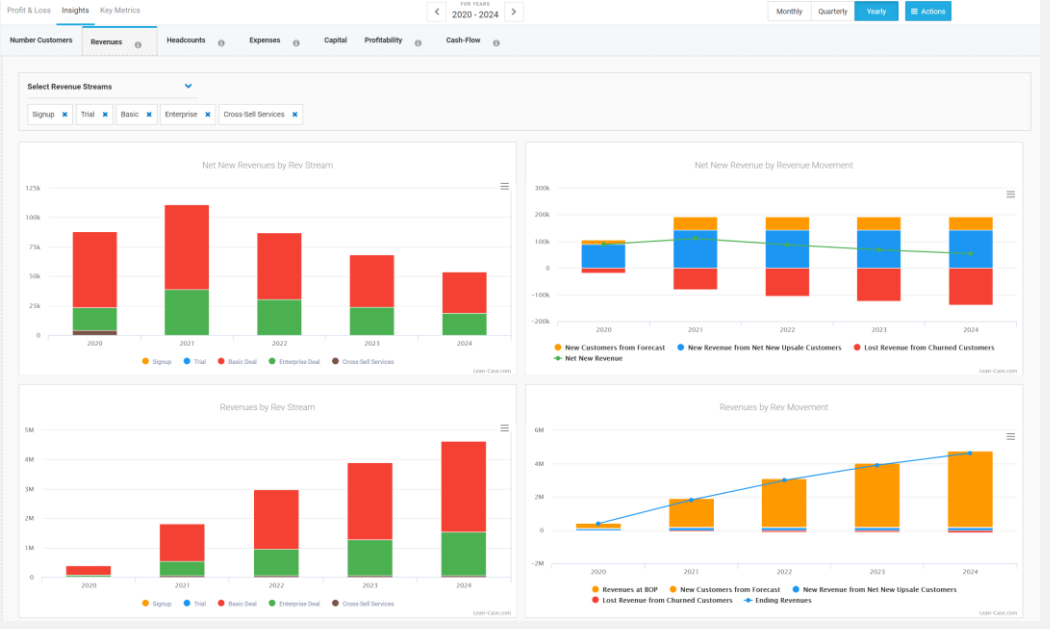 Profit & Loss Insights Key Metrics
FOR YEARS
2020 - 2024
Monthly Quarterly Yearly Actions
Number Customers Revenues Headcounts Expenses Capital Profitability Cash-Flow
Select Revenue Streams
Signup Trial Basic Enterprise Cross-Sell Services
Net New Revenues by Rev Stream
125k
100k
75k
50k
25k
0
2020 2021 2022 2023 2024
Signup Trial Basic Deal Enterprise Deal Cross-Sell Services
Lean-Case.com
Net New Revenue by Revenue Movement
300k
200k
100k
0
-100k
-200k
2020 2021 2022 2023 2024
New Customers from Forecast New Revenue from Net New Upsale Customers Lost Revenue from Churned Customers
Net New Revenue
Lean-Case.com
Revenues by Rev Stream
5M
4M
3M
2M
1M
0
2020 2021 2022 2023 2024
Signup Trial Basic Deal Enterprise Deal Cross-Sell Services
Lean-Case.com
Revenues by Rev Movement
6M
4M
2M
0
-2M
2020 2021 2022 2023 2024
Revenues at BOP New Customers from Forecast New Revenue from Net New Upsale Customers
Lost Revenue from Churned Customers Ending Revenues
Lean-Case.com